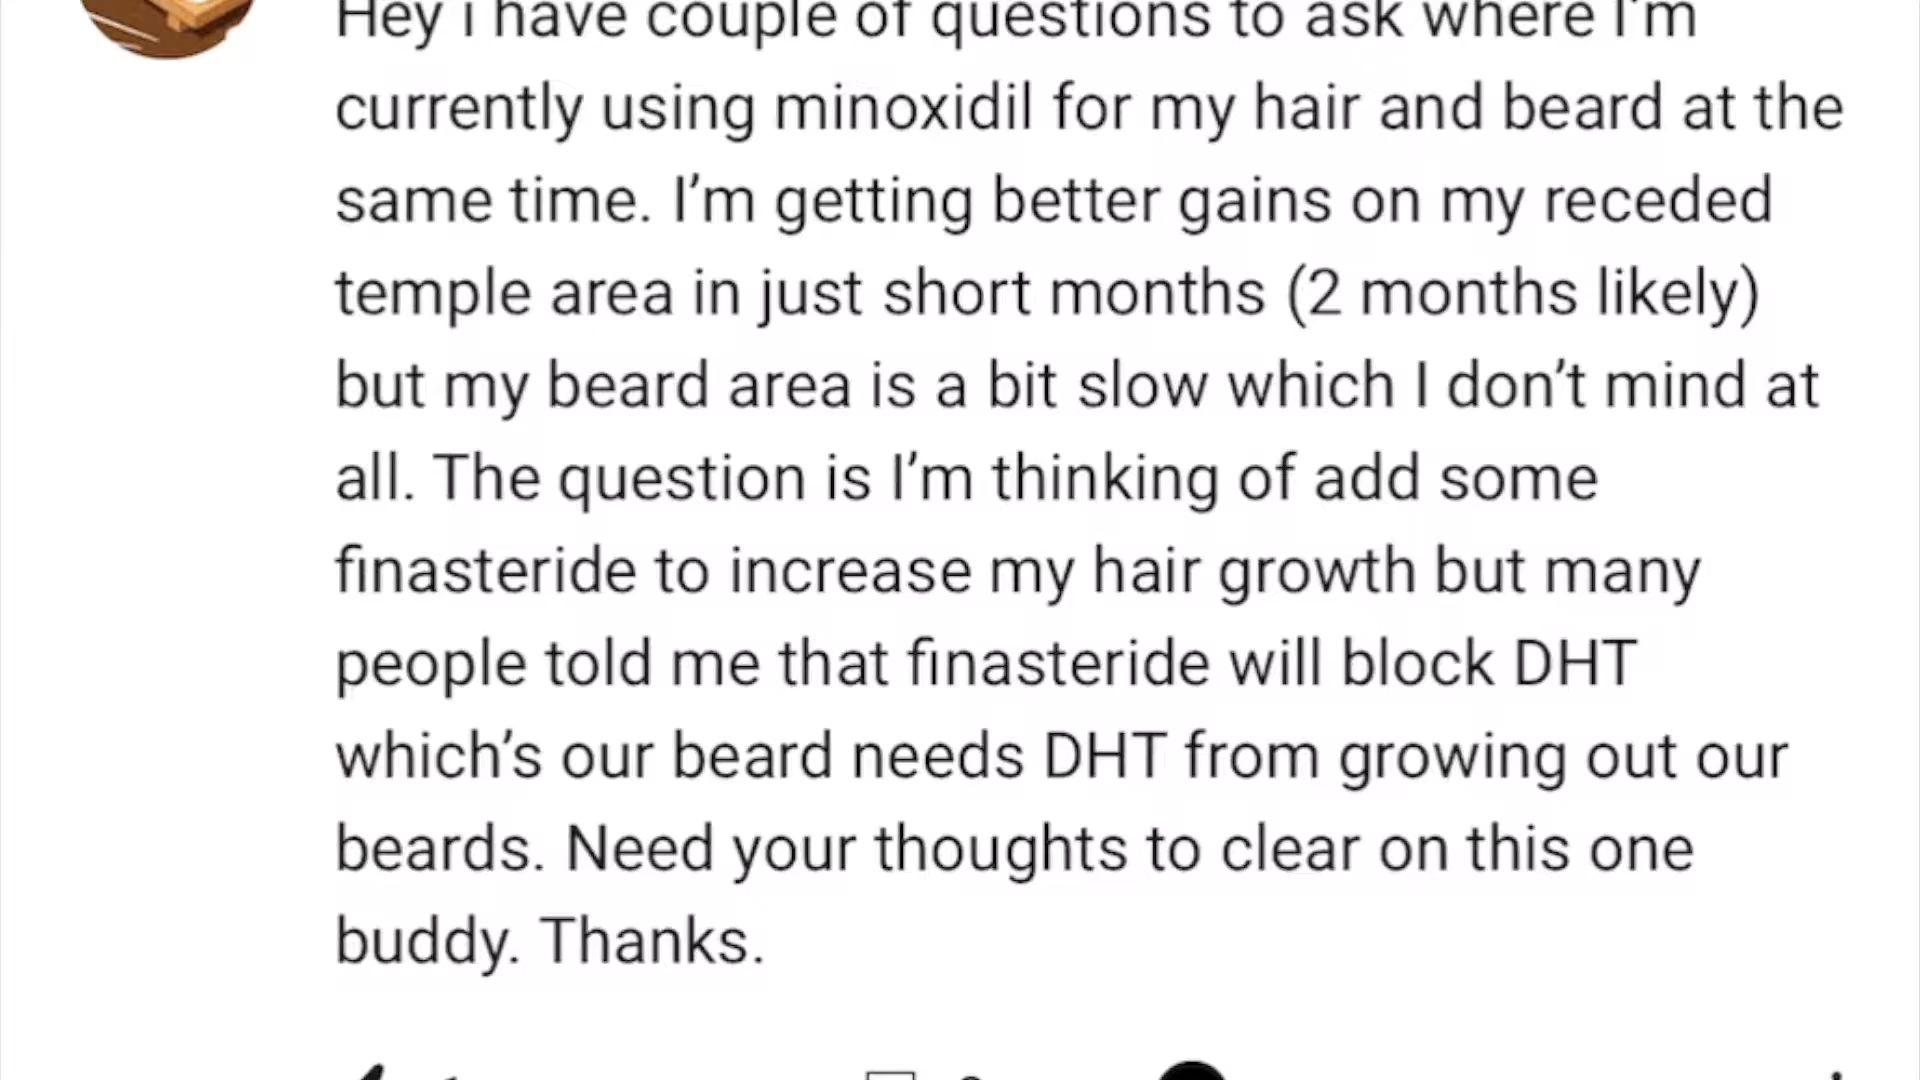 Hey i have couple of questions to ask where I'm
currently using minoxidil for my hair and beard at the
same time. I’m getting better gains on my receded
temple area in just short months (2 months likely)
but my beard area is a bit slow which I don’t mind at
all. The question is I’m thinking of add some
finasteride to increase my hair growth but many
people told me that finasteride will block DHT
which’s our beard needs DHT from growing out our
beards. Need your thoughts to clear on this one
buddy. Thanks.